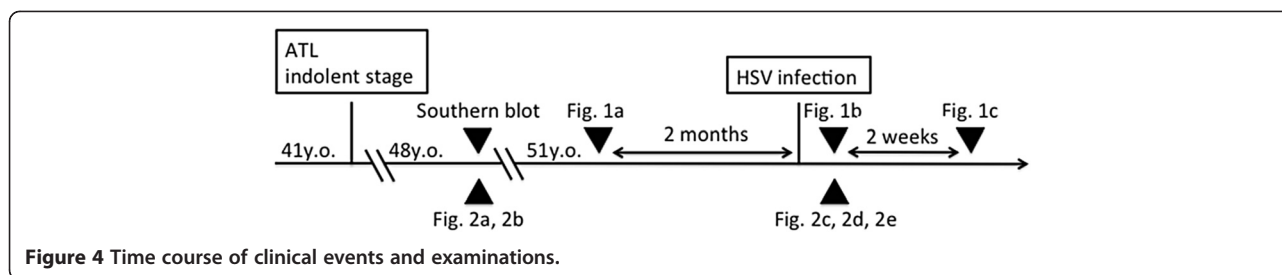 ATL
indolent stage
HSV infection
Southern blot
Fig. 1a
Fig. 1b
Fig. 1c
2 months
2 weeks
41y.o.
48y.o.
51y.o.
Fig. 2a, 2b
Fig. 2c, 2d, 2e
Figure 4 Time course of clinical events and examinations.